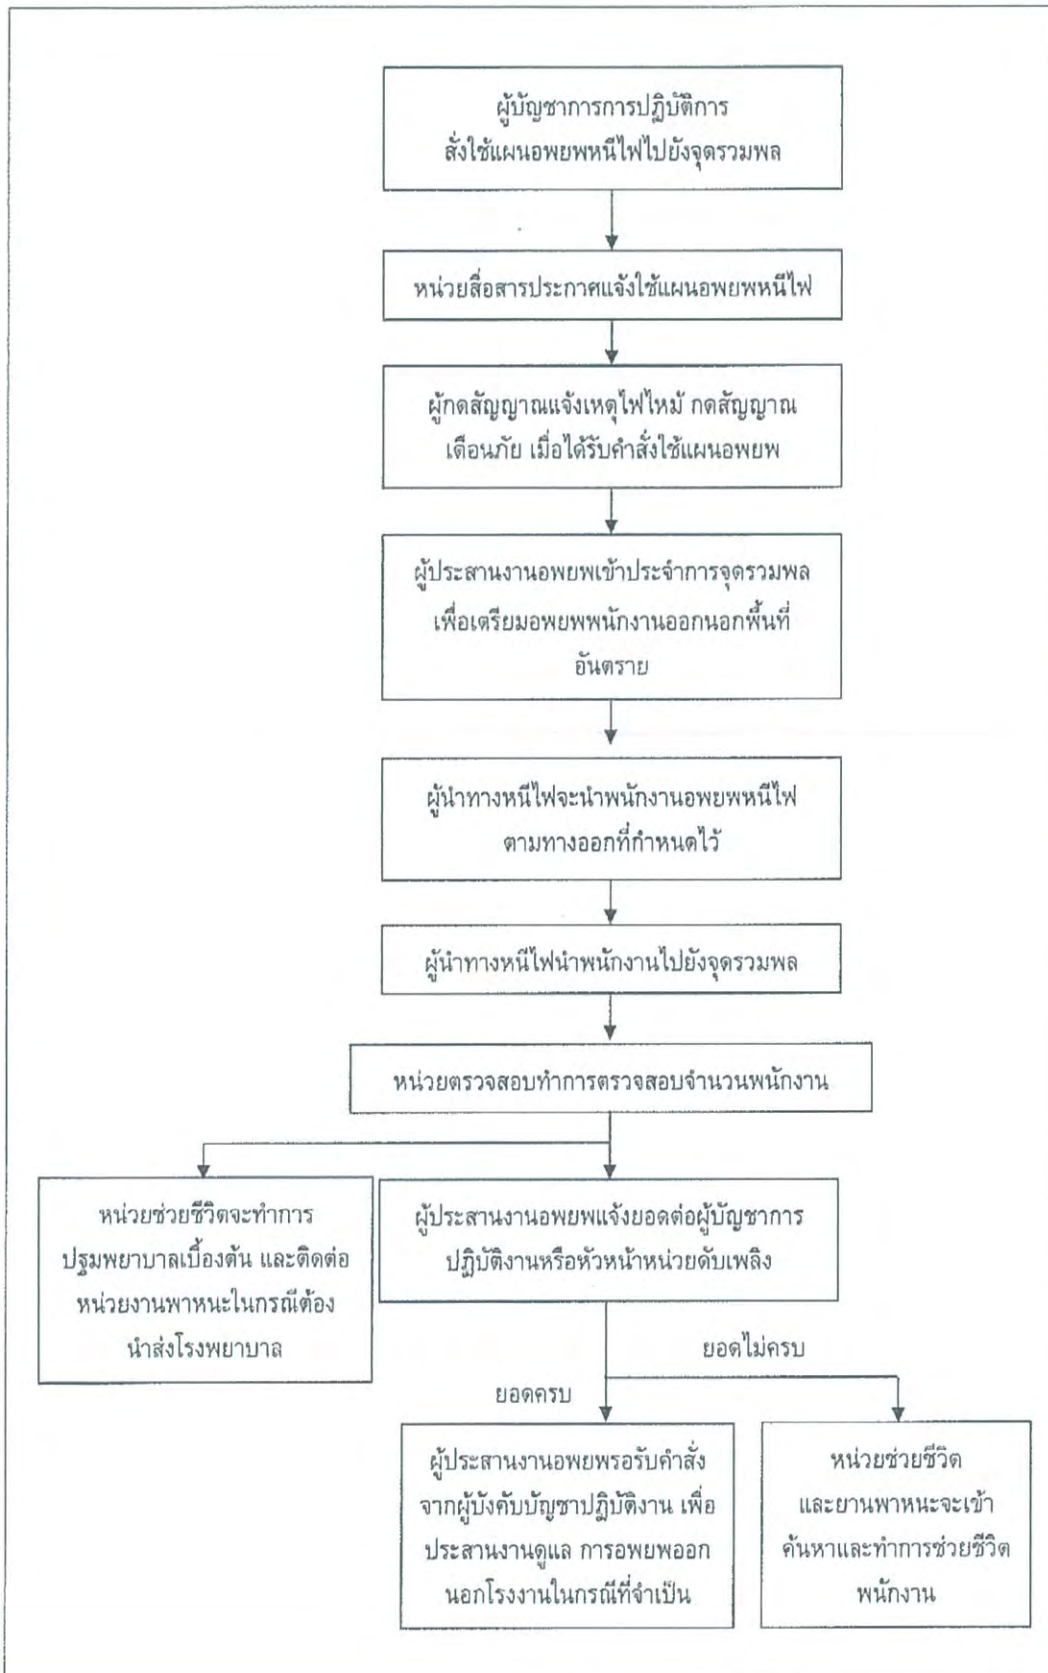 ผู้บัญชาการการปฏิบัติการ
สั่งใช้แผนอพยพหนีไฟไปยังจุดรวมพล
หน่วยสื่อสารประกาศแจ้งใช้แผนอพยพหนีไฟ
ผู้กดสัญญาณแจ้งเหตุไฟไหม้ กดสัญญาณ
เตือนภัย เมื่อได้รับคำสั่งใช้แผนอพยพ
ผู้ประสานงานอพยพเข้าประจำการจุดรวมพล
เพื่อเตรียมอพยพพนักงานออกนอกพื้นที่
อันตราย
ผู้นำทางหนีไฟจะนำพนักงานอพยพหนีไฟ
ตามทางออกที่กำหนดไว้
ผู้นำทางหนีไฟนำพนักงานไปยังจุดรวมพล
หน่วยตรวจสอบทำการตรวจสอบจำนวนพนักงาน
หน่วยช่วยชีวิตจะทำการ
ปฐมพยาบาลเบื้องต้น และติดต่อ
หน่วยงานพาหนะในกรณีต้อง
นำส่งโรงพยาบาล
ผู้ประสานงานอพยพแจ้งยอดต่อผู้บัญชาการ
ปฏิบัติงานหรือหัวหน้าหน่วยดับเพลิง
ยอดไม่ครบ
ยอดครบ
ผู้ประสานงานอพยพรอรับคำสั่ง
จากผู้บังคับบัญชาปฏิบัติงาน เพื่อ
ประสานงานดูแล การอพยพออก
นอกโรงงานในกรณีที่จำเป็น
หน่วยช่วยชีวิต
และยานพาหนะจะเข้า
ค้นหาและทำการช่วยชีวิต
พนักงาน